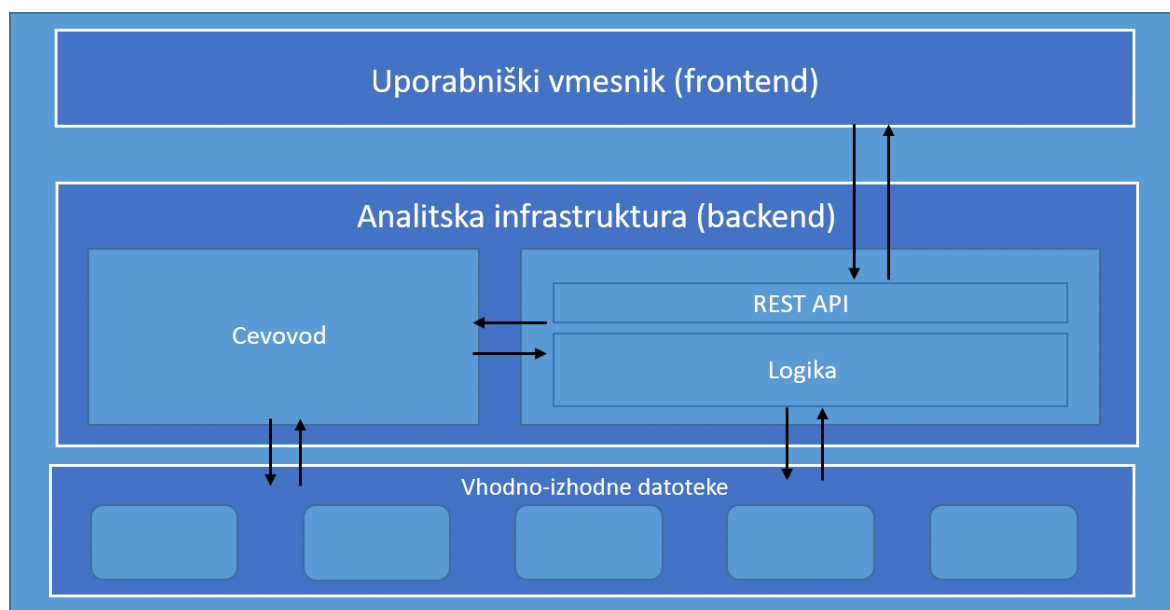 Uporabniški vmesnik (frontend)
Analitska infrastruktura (backend)
Cevovod
REST API
Logika
Vhodno-izhodne datoteke